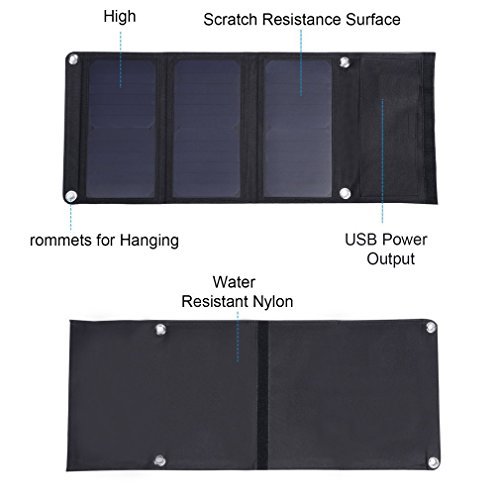 High
Scratch Resistance Surface
rommets for Hanging
USB Power
Output
Water
Resistant Nylon